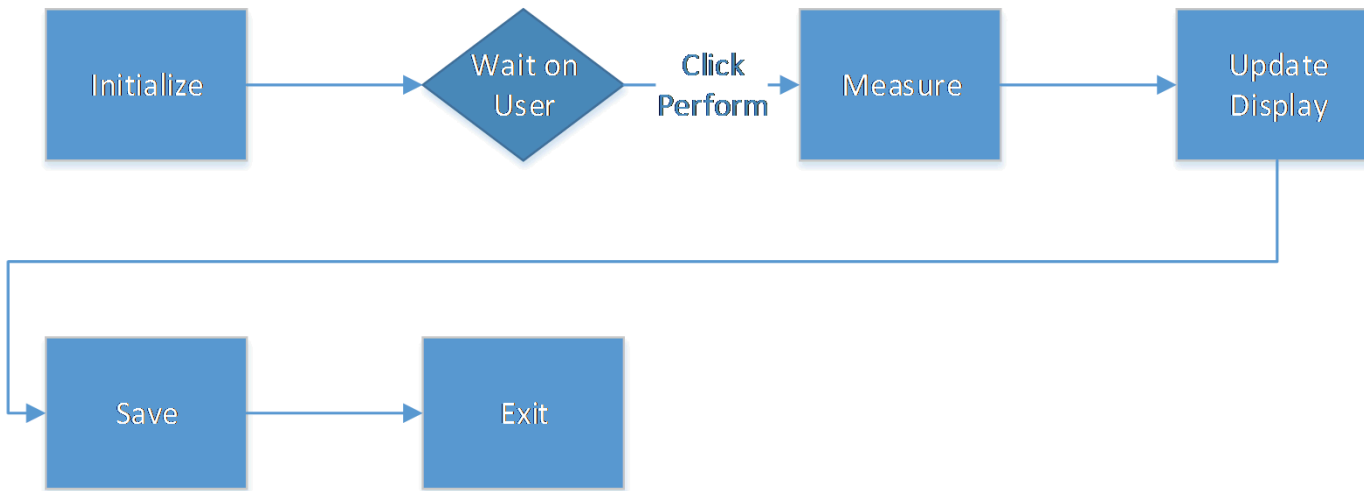 Initialize
Wait on
User
Click
Perform
Measure
Update
Display
Save
Exit